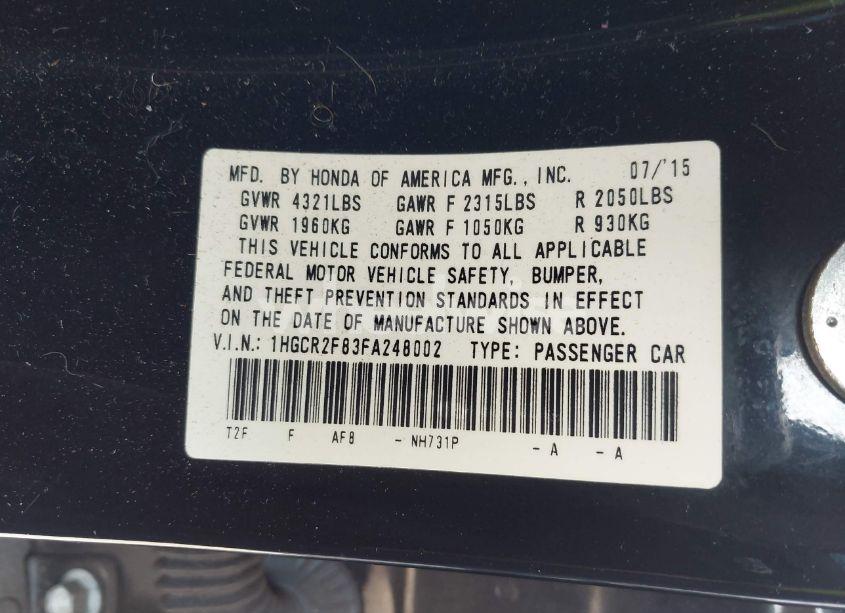 MFD. BY HONDA OF AMERICA MFG., INC. 07/'15
GVWR 4321LBS GAWR F 2315LBS R 2050LBS
GVWR 1960KG GAWR F 1050KG R 930KG
THIS VEHICLE CONFORMS TO ALL APPLICABLE
FEDERAL MOTOR VEHICLE SAFETY, BUMPER,
AND THEFT PREVENTION STANDARDS IN EFFECT
ON THE DATE OF MANUFACTURE SHOWN ABOVE.
V.I.N.: 1HGCR2F83FA248002 TYPE: PASSENGER CAR
T2F F AF8 - NH731P - A - A